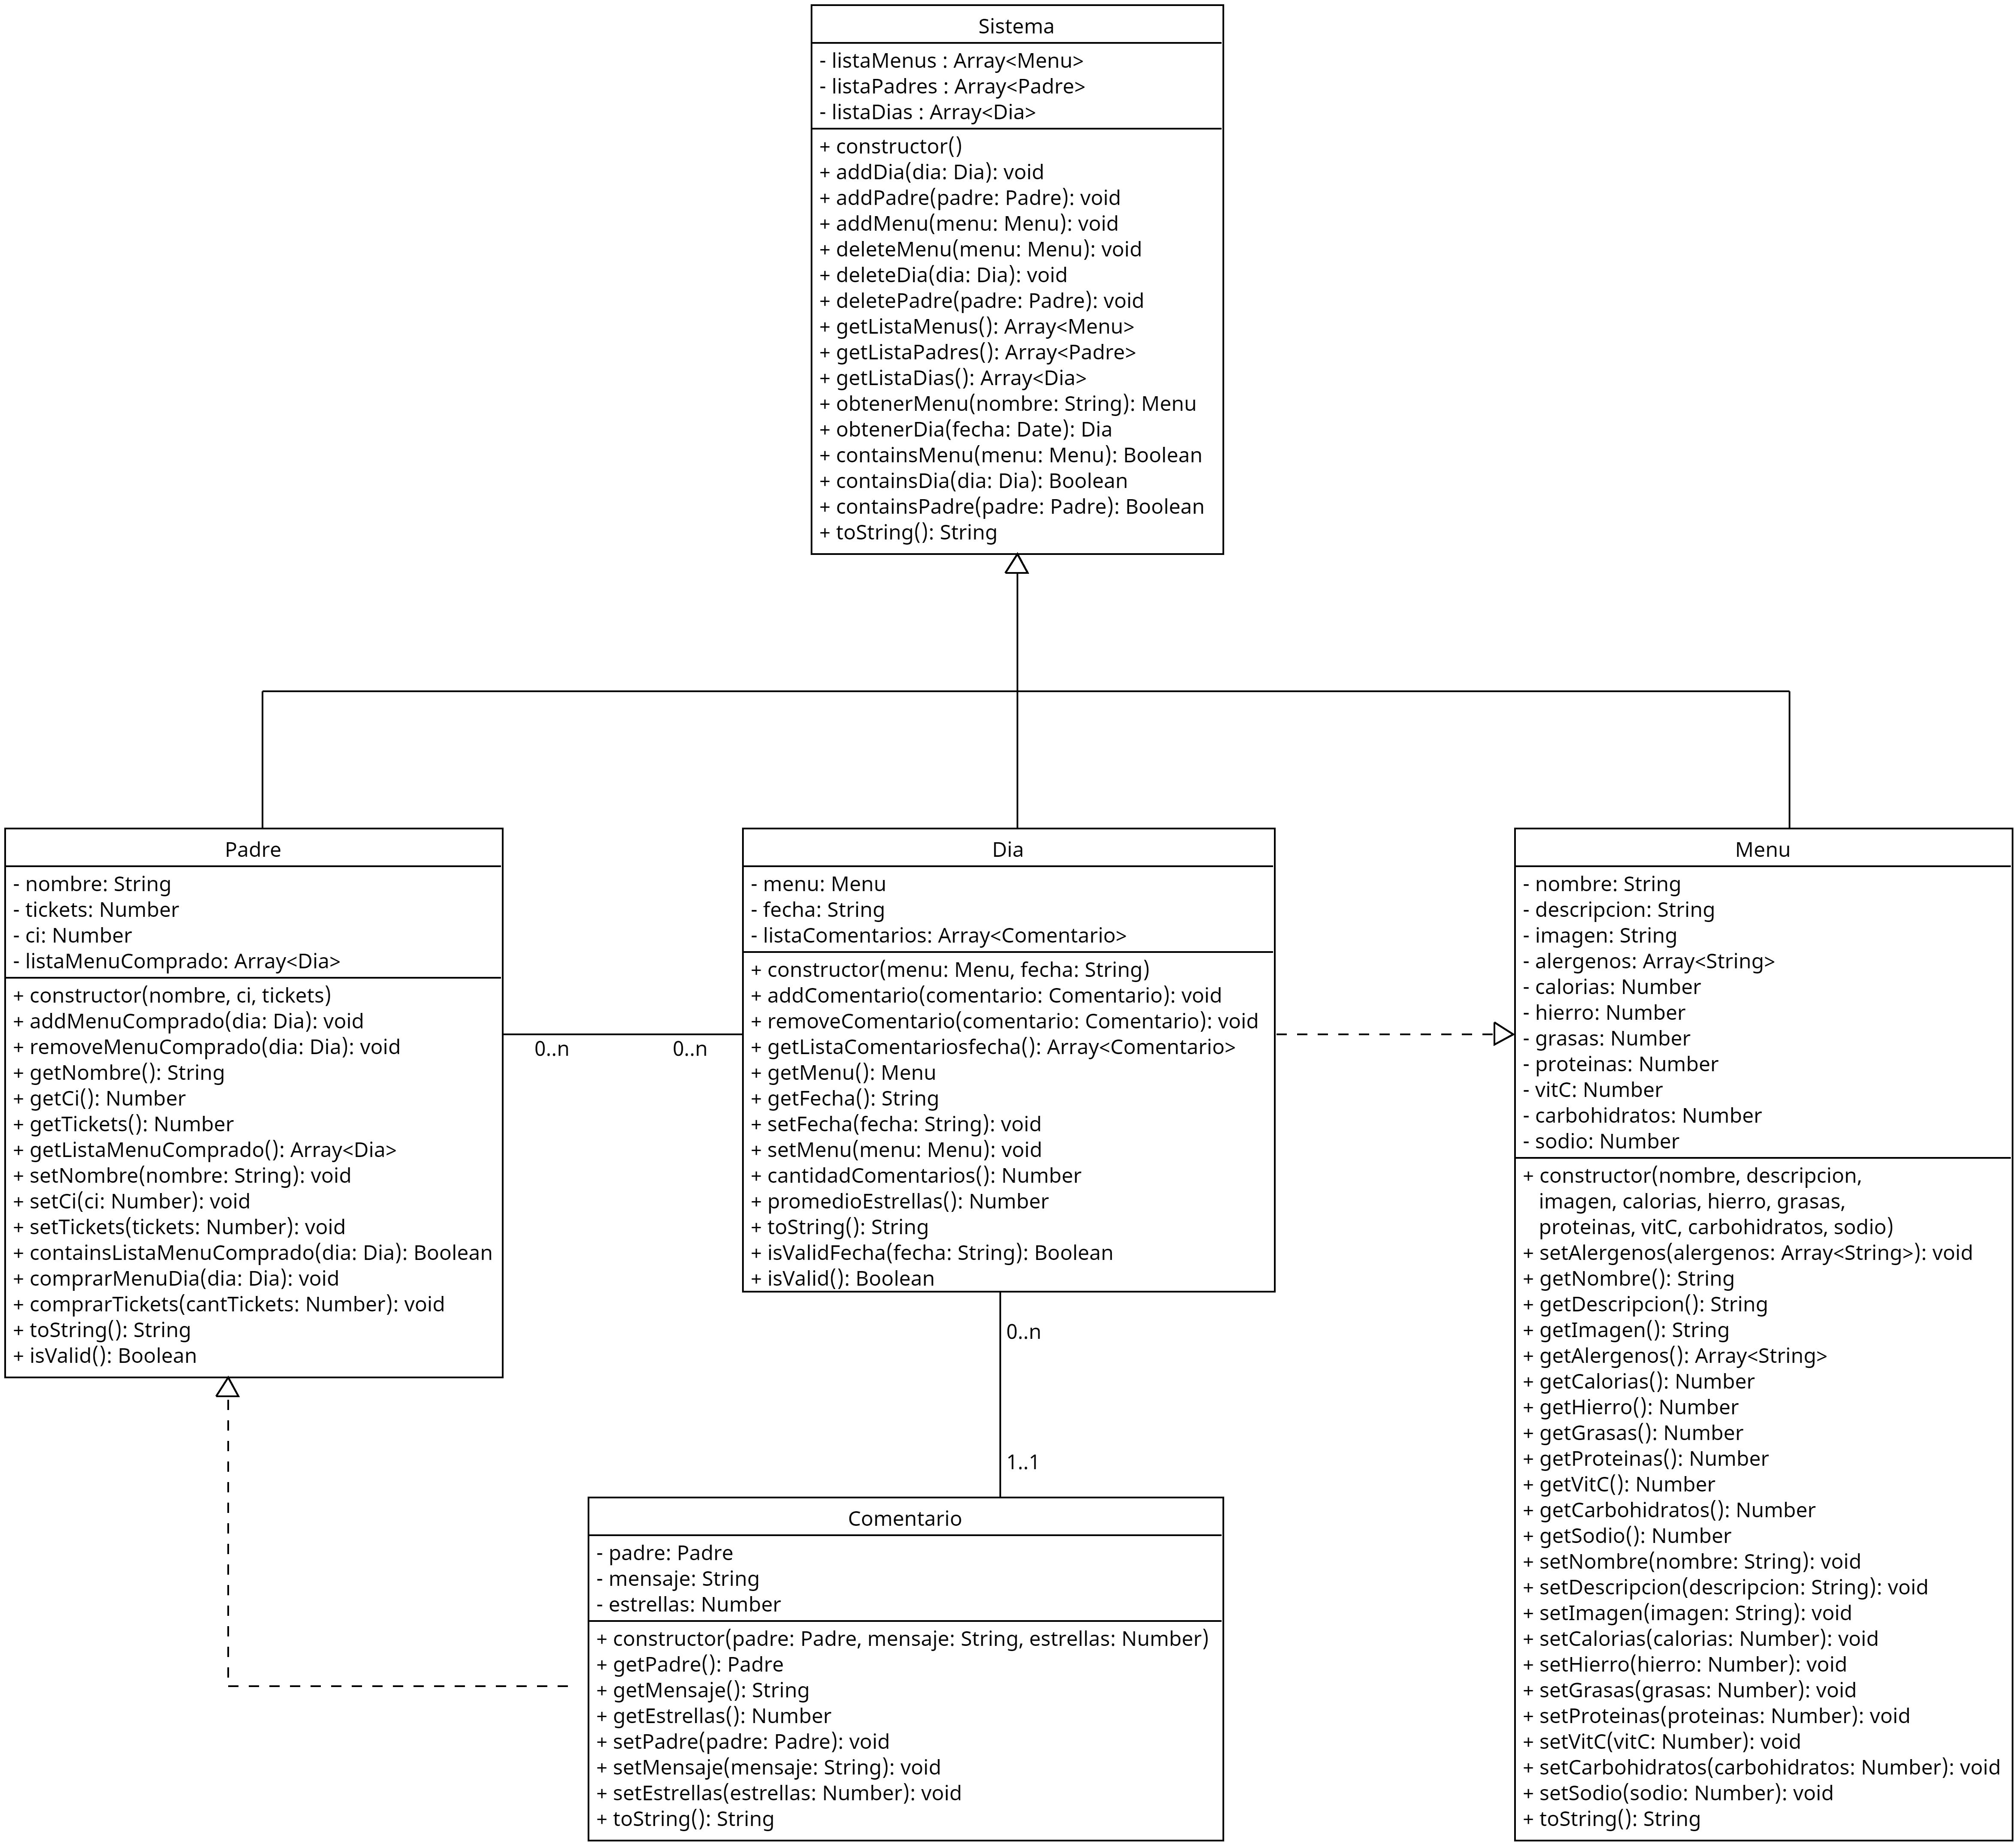 Sistema
- listaMenus : Array<Menu>
- listaPadres : Array<Padre>
- listaDias : Array<Dia>
+ constructor()
+ addDia(dia: Dia): void
+ addPadre(padre: Padre): void
+ addMenu(menu: Menu): void
+ deleteMenu(menu: Menu): void
+ deleteDia(dia: Dia): void
+ deletePadre(padre: Padre): void
+ getListaMenus(): Array<Menu>
+ getListaPadres(): Array<Padre>
+ getListaDias(): Array<Dia>
+ obtenerMenu(nombre: String): Menu
+ obtenerDia(fecha: Date): Dia
+ containsMenu(menu: Menu): Boolean
+ containsDia(dia: Dia): Boolean
+ containsPadre(padre: Padre): Boolean
+ toString(): String
Padre
- nombre: String
- tickets: Number
- ci: Number
- listaMenuComprado: Array<Dia>
+ constructor(nombre, ci, tickets)
+ addMenuComprado(dia: Dia): void
+ removeMenuComprado(dia: Dia): void
+ getNombre(): String
+ getCi(): Number
+ getTickets(): Number
+ getListaMenuComprado(): Array<Dia>
+ setNombre(nombre: String): void
+ setCi(ci: Number): void
+ setTickets(tickets: Number): void
+ containsListaMenuComprado(dia: Dia): Boolean
+ comprarMenuDia(dia: Dia): void
+ comprarTickets(cantTickets: Number): void
+ toString(): String
+ isValid(): Boolean
0..n
0..n
Dia
- menu: Menu
- fecha: String
- listaComentarios: Array<Comentario>
+ constructor(menu: Menu, fecha: String)
+ addComentario(comentario: Comentario): void
+ removeComentario(comentario: Comentario): void
+ getListaComentariosfecha(): Array<Comentario>
+ getMenu(): Menu
+ getFecha(): String
+ setFecha(fecha: String): void
+ setMenu(menu: Menu): void
+ cantidadComentarios(): Number
+ promedioEstrellas(): Number
+ toString(): String
+ isValidFecha(fecha: String): Boolean
+ isValid(): Boolean
0..n
1..1
Comentario
- padre: Padre
- mensaje: String
- estrellas: Number
+ constructor(padre: Padre, mensaje: String, estrellas: Number)
+ getPadre(): Padre
+ getMensaje(): String
+ getEstrellas(): Number
+ setPadre(padre: Padre): void
+ setMensaje(mensaje: String): void
+ setEstrellas(estrellas: Number): void
+ toString(): String
Menu
- nombre: String
- descripcion: String
- imagen: String
- alergenos: Array<String>
- calorias: Number
- hierro: Number
- grasas: Number
- proteinas: Number
- vitC: Number
- carbohidratos: Number
- sodio: Number
+ constructor(nombre, descripcion,
imagen, calorias, hierro, grasas,
proteinas, vitC, carbohidratos, sodio)
+ setAlergenos(alergenos: Array<String>): void
+ getNombre(): String
+ getDescripcion(): String
+ getImagen(): String
+ getAlergenos(): Array<String>
+ getCalorias(): Number
+ getHierro(): Number
+ getGrasas(): Number
+ getProteinas(): Number
+ getVitC(): Number
+ getCarbohidratos(): Number
+ getSodio(): Number
+ setNombre(nombre: String): void
+ setDescripcion(descripcion: String): void
+ setImagen(imagen: String): void
+ setCalorias(calorias: Number): void
+ setHierro(hierro: Number): void
+ setGrasas(grasas: Number): void
+ setProteinas(proteinas: Number): void
+ setVitC(vitC: Number): void
+ setCarbohidratos(carbohidratos: Number): void
+ setSodio(sodio: Number): void
+ toString(): String